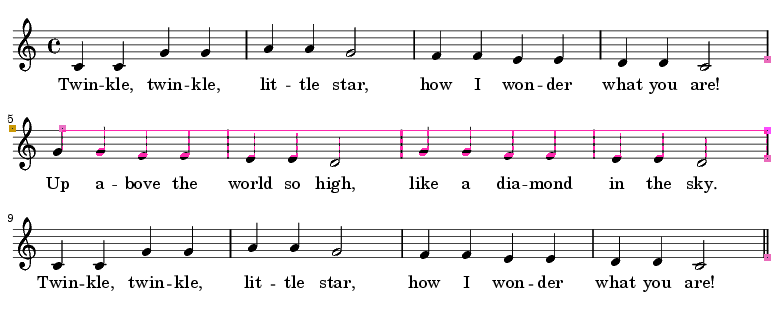 Twin-kle, twin-kle, lit-tle star, how I won-der what you are!
5
Up a-bove the world so high, like a dia-mond in the sky.
9
Twin-kle, twin-kle, lit-tle star, how I won-der what you are!